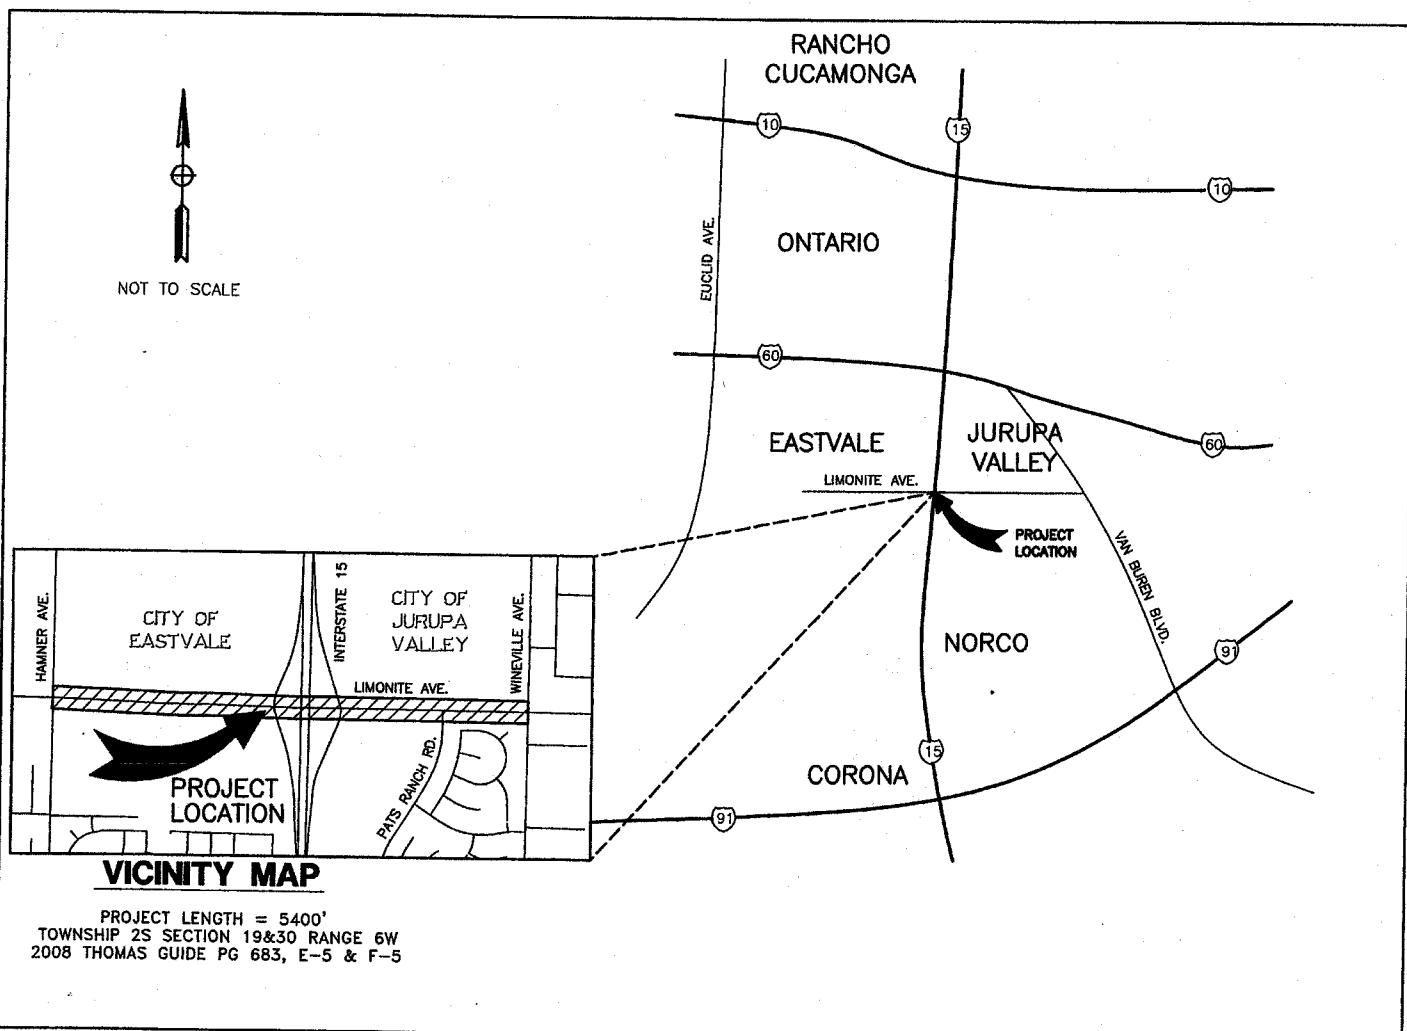 RANCHO
CUCAMONGA
10
15
10
EUCLID AVE.
ONTARIO
NOT TO SCALE
60
EASTVALE
JURUPA
VALLEY
60
LIMONITE AVE.
PROJECT
LOCATION
VAN BUREN BLVD.
NORCO
91
15
CORONA
91
HAMNER AVE.
CITY OF
EASTVALE
INTERSTATE 15
CITY OF
JURUPA
VALLEY
WINEVILLE AVE.
LIMONITE AVE.
PATS RANCH RD.
PROJECT
LOCATION
VICINITY MAP
PROJECT LENGTH = 5400'
TOWNSHIP 2S SECTION 19&30 RANGE 6W
2008 THOMAS GUIDE PG 683, E-5 & F-5